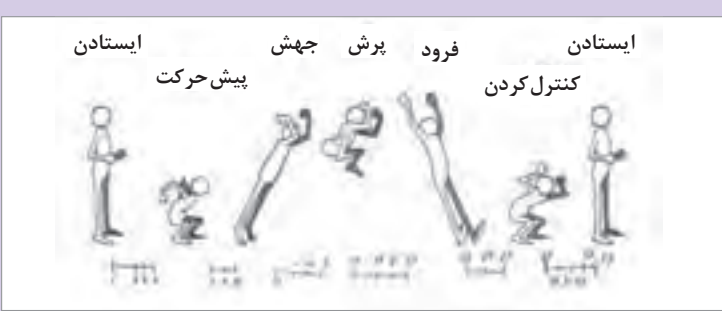 ایستادن فرود پرش جهش ایستادن
کنترل کردن پیش حرکت